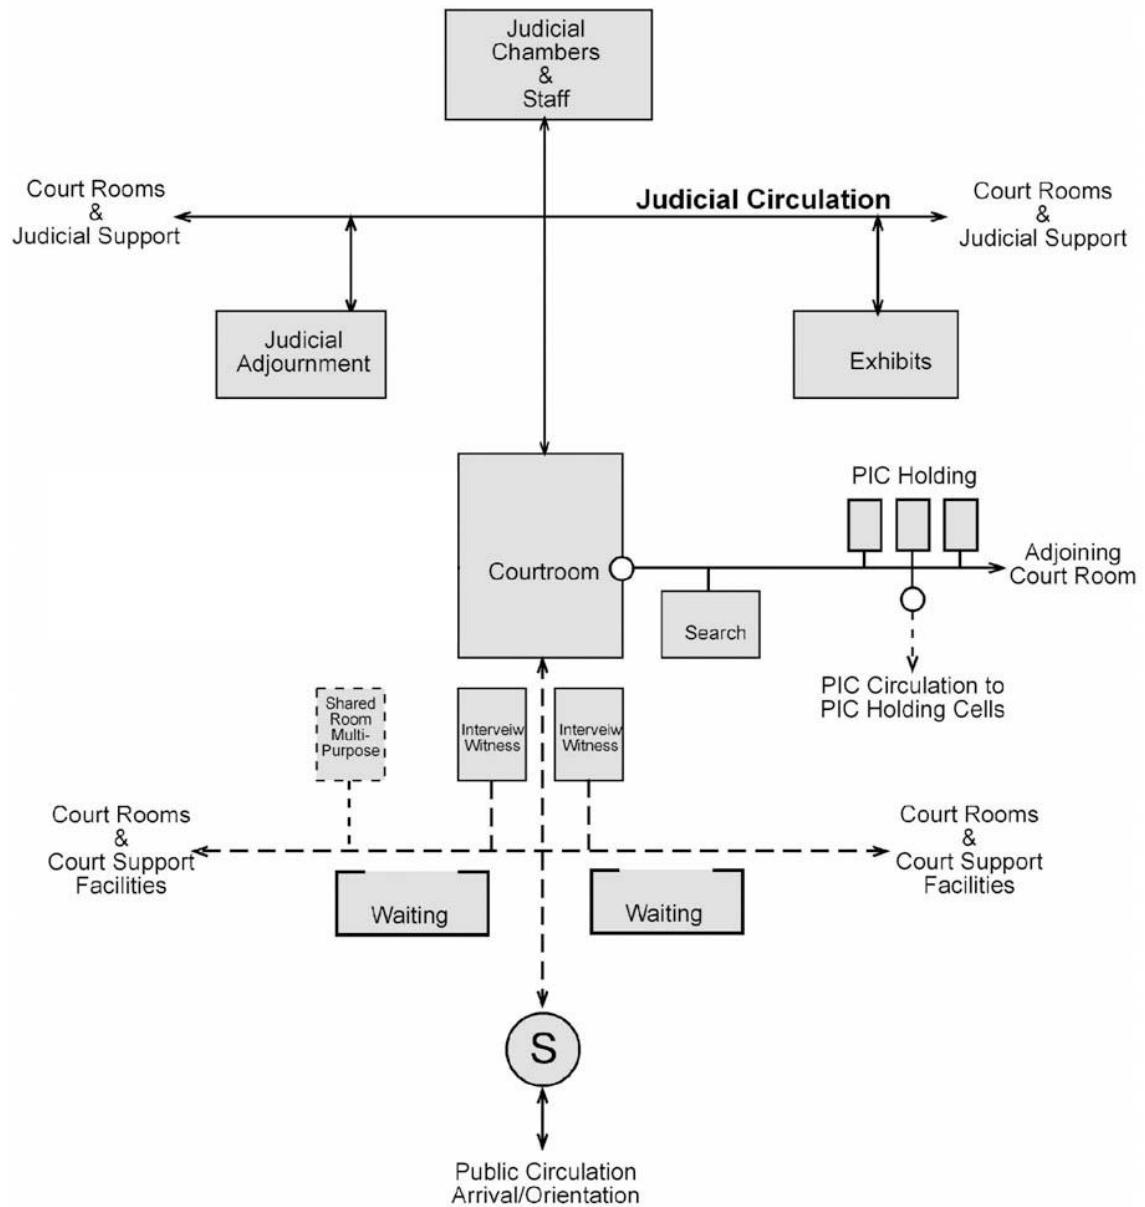 Judicial
Chambers
&
Staff
Court Rooms
&
Judicial Support
Judicial Circulation
Court Rooms
&
Judicial Support
Judicial
Adjournment
Exhibits
PIC Holding
Courtroom
Adjoining
Court Room
Search
PIC Circulation to
PIC Holding Cells
Shared
Room
Multi-
Purpose
Interveiw
Witness
Interveiw
Witness
Court Rooms
&
Court Support
Facilities
Court Rooms
&
Court Support
Facilities
Waiting
Waiting
S
Public Circulation
Arrival/Orientation